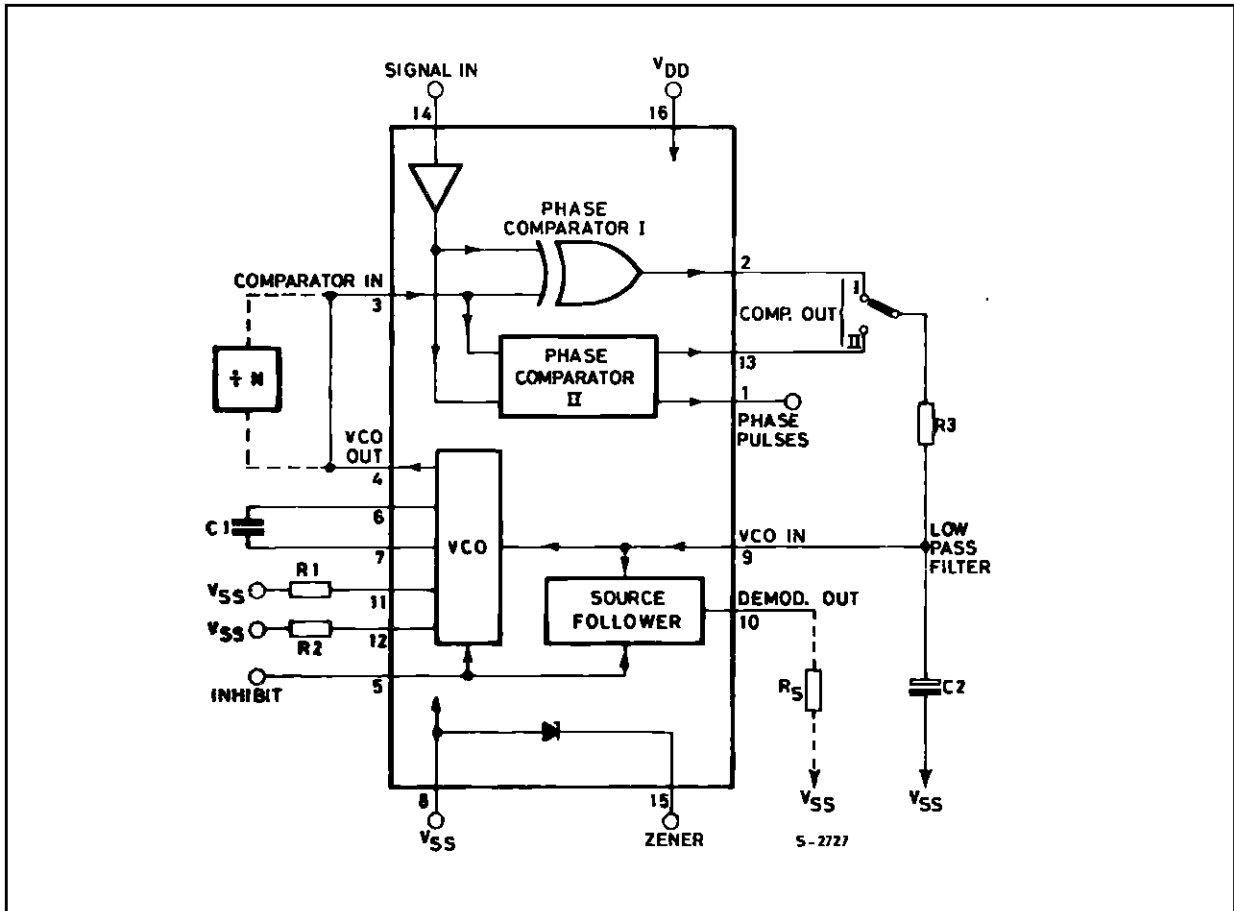 SIGNAL IN
VDD
14
16
PHASE
COMPARATOR I
2
COMPARATOR IN
3
I
COMP. OUT
II
13
PHASE
COMPARATOR
II
1
PHASE
PULSES
÷ N
R3
VCO
OUT
4
6
C1
7
VCO
VCO IN
9
LOW
PASS
FILTER
VSS
R1
11
SOURCE
FOLLOWER
DEMOD. OUT
10
VSS
R2
12
INHIBIT
5
RS
C2
VSS
VSS
8
15
VSS
ZENER
S-2727